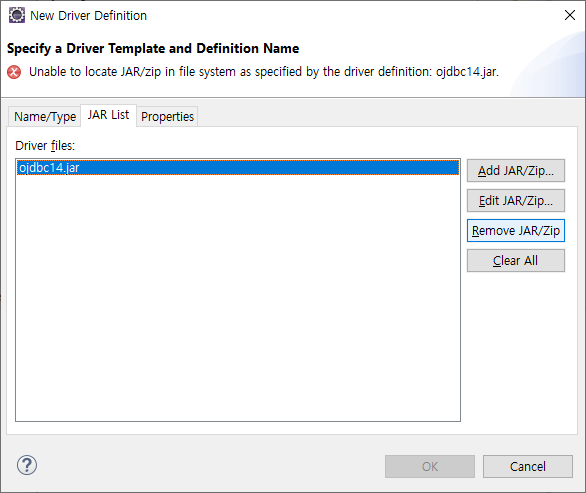 New Driver Definition
Specify a Driver Template and Definition Name
Unable to locate JAR/zip in file system as specified by the driver definition: ojdbc14.jar.
Name/Type JAR List Properties
Driver files:
ojdbc14.jar
Add JAR/Zip...
Edit JAR/Zip...
Remove JAR/Zip
Clear All
?
OK Cancel